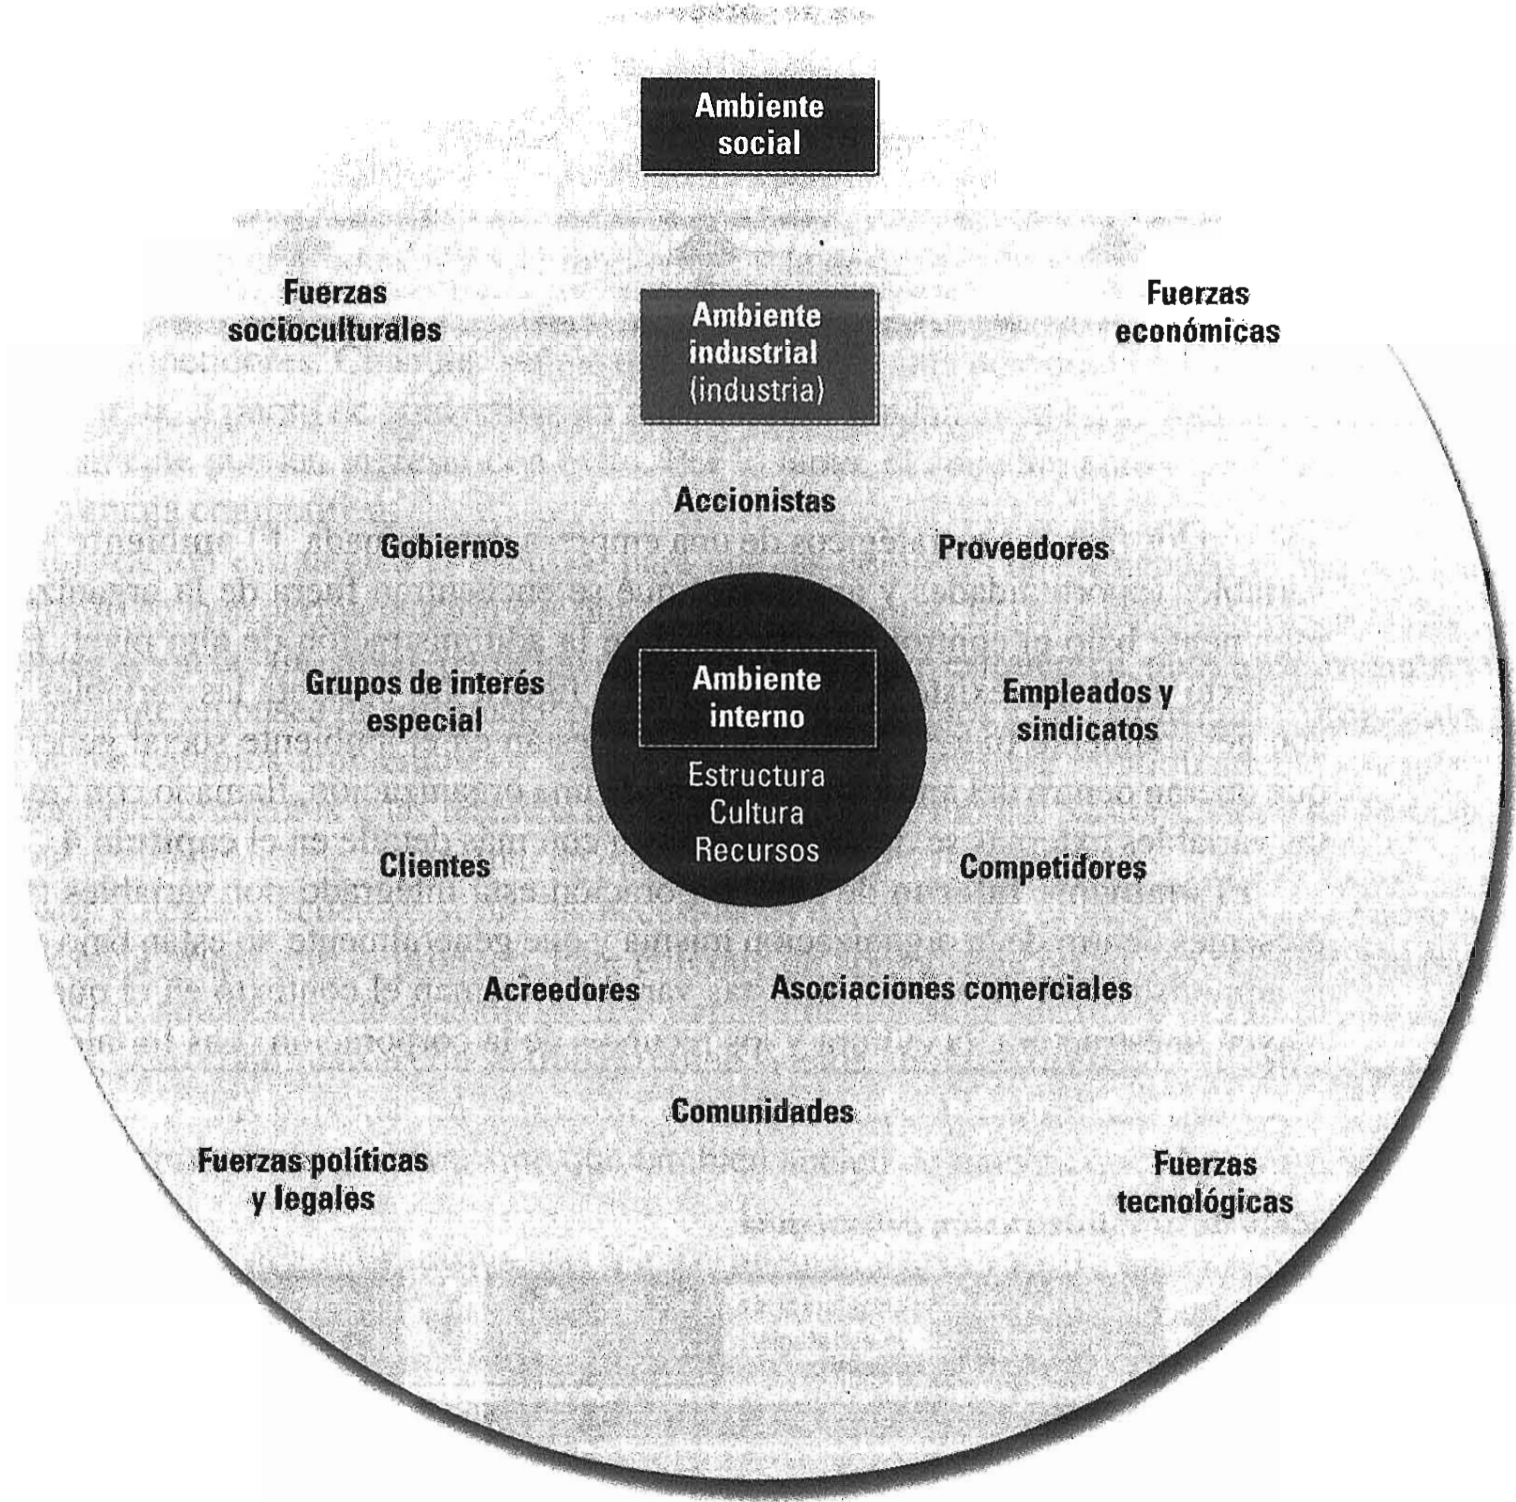 Ambiente
social
Fuerzas
socioculturales
Ambiente
industrial
(industria)
Fuerzas
económicas
Accionistas
Gobiernos
Proveedores
Grupos de interés
especial
Ambiente
interno
Estructura
Cultura
Recursos
Empleados y
sindicatos
Clientes
Competidores
Acreedores
Asociaciones comerciales
Comunidades
Fuerzas políticas
y legales
Fuerzas
tecnológicas